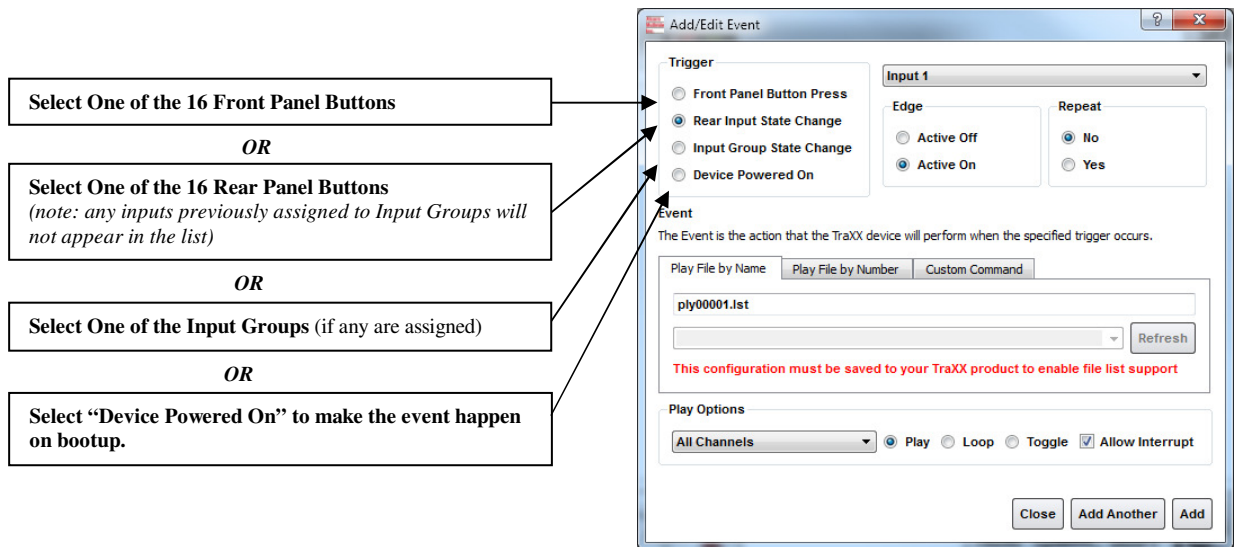 Select One of the 16 Front Panel Buttons
OR
Select One of the 16 Rear Panel Buttons
(note: any inputs previously assigned to Input Groups will
not appear in the list)
OR
Select One of the Input Groups (if any are assigned)
OR
Select “Device Powered On” to make the event happen
on bootup.
Add/Edit Event
?
X
Trigger
Front Panel Button Press
Rear Input State Change
Input Group State Change
Device Powered On
Input 1
Edge
Active Off
Active On
Repeat
No
Yes
Event
The Event is the action that the TraXX device will perform when the specified trigger occurs.
Play File by Name
Play File by Number
Custom Command
ply00001.lst
Refresh
This configuration must be saved to your TraXX product to enable file list support
Play Options
All Channels
Play
Loop
Toggle
Allow Interrupt
Close
Add Another
Add